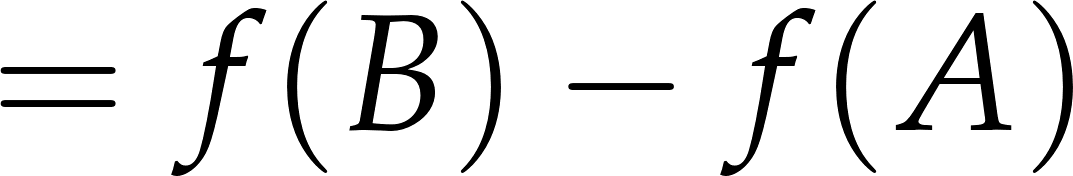 = f(B) − f(A)